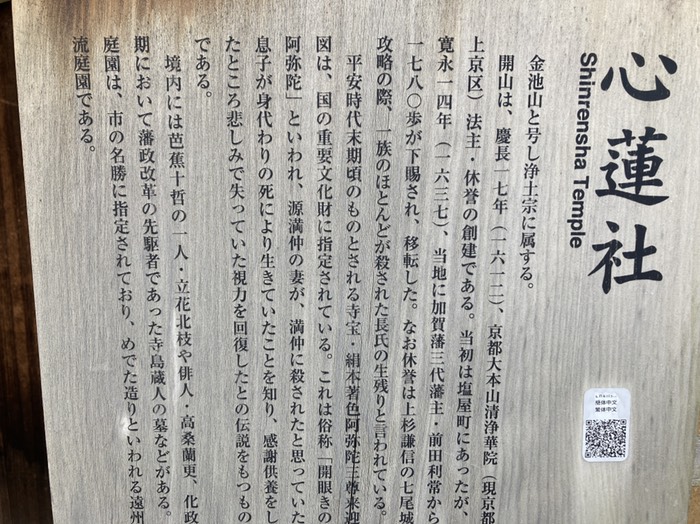 心蓮社
Shinrensha Temple
金池山と号し浄土宗に属する。
開山は、慶長一七年（一六一二）、京都大本山清浄華院（現京都
上京区）法主・休誉の創建である。当初は塩屋町にあったが、
寛永一四年（一六三七）、当地に加賀藩三代藩主・前田利常から
一七八〇歩が下賜され、移転した。なお休誉は上杉謙信の七尾城
攻略の際、一族のほとんどが殺された長氏の生残りと言われている。
平安時代末期頃のものとされる寺宝・絹本著色阿弥陀三尊来迎
図は、国の重要文化財に指定されている。これは俗称「開眼きの
阿弥陀」といわれ、源満仲の妻が、満仲に殺されたと思っていた
息子が身代わりの死により生きていたことを知り、感謝供養をし
たところ悲しみで失っていた視力を回復したとの伝説をもつもの
である。
境内には芭蕉十哲の一人・立花北枝や俳人・高桑蘭更、化政
期において藩政改革の先駆者であった寺島蔵人の墓などがある。
庭園は、市の名勝に指定されており、めでた造りといわれる遠州
流庭園である。
簡体中文
繁体中文